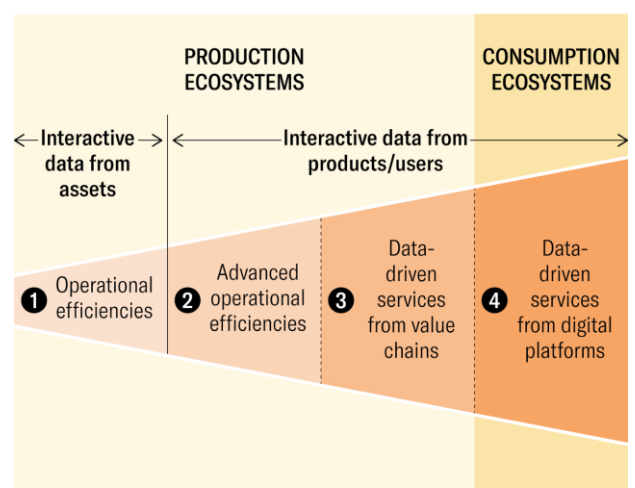 PRODUCTION
ECOSYSTEMS
CONSUMPTION
ECOSYSTEMS
Interactive
data from
assets
Interactive data from
products/users
1 Operational
efficiencies
2 Advanced
operational
efficiencies
3 Data-
driven
services
from value
chains
4 Data-
driven
services
from digital
platforms